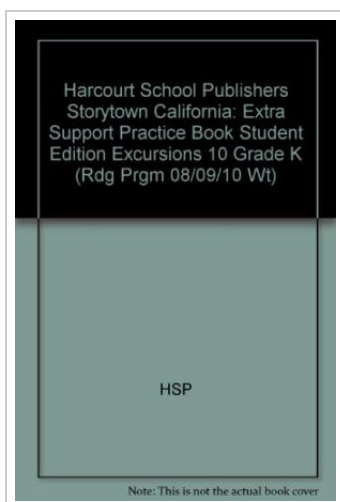 Harcourt School Publishers
Storytown California: Extra
Support Practice Book Student
Edition Excursions 10 Grade K
(Rdg Prgm 08/09/10 Wt)
HSP
Note: This is not the actual book cover